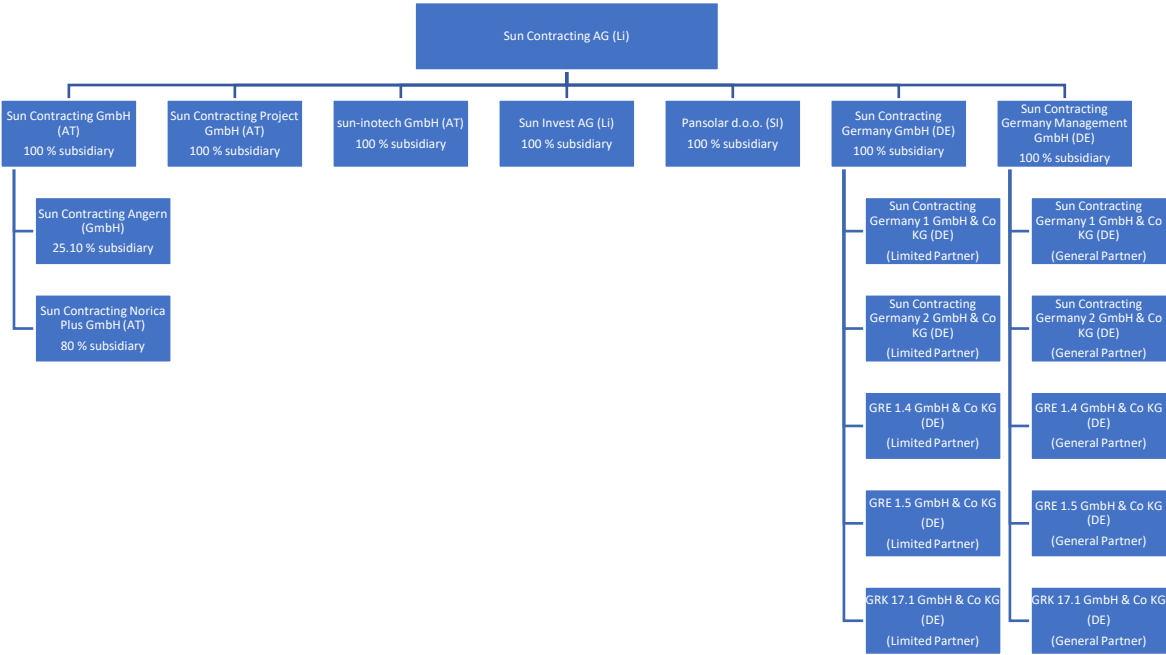 Sun Contracting AG (Li)
Sun Contracting GmbH
(AT)
100 % subsidiary
Sun Contracting Project
GmbH (AT)
100 % subsidiary
sun-inotech GmbH (AT)
100 % subsidiary
Sun Invest AG (Li)
100 % subsidiary
Pansolar d.o.o. (SI)
100 % subsidiary
Sun Contracting
Germany GmbH (DE)
100 % subsidiary
Sun Contracting
Germany Management
GmbH (DE)
100 % subsidiary
Sun Contracting Angern
(GmbH)
25.10 % subsidiary
Sun Contracting Norica
Plus GmbH (AT)
80 % subsidiary
Sun Contracting
Germany 1 GmbH & Co
KG (DE)
(Limited Partner)
Sun Contracting
Germany 2 GmbH & Co
KG (DE)
(Limited Partner)
GRE 1.4 GmbH & Co KG
(DE)
(Limited Partner)
GRE 1.5 GmbH & Co KG
(DE)
(Limited Partner)
GRK 17.1 GmbH & Co KG
(DE)
(Limited Partner)
Sun Contracting
Germany 1 GmbH & Co
KG (DE)
(General Partner)
Sun Contracting
Germany 2 GmbH & Co
KG (DE)
(General Partner)
GRE 1.4 GmbH & Co KG
(DE)
(General Partner)
GRE 1.5 GmbH & Co KG
(DE)
(General Partner)
GRK 17.1 GmbH & Co KG
(DE)
(General Partner)